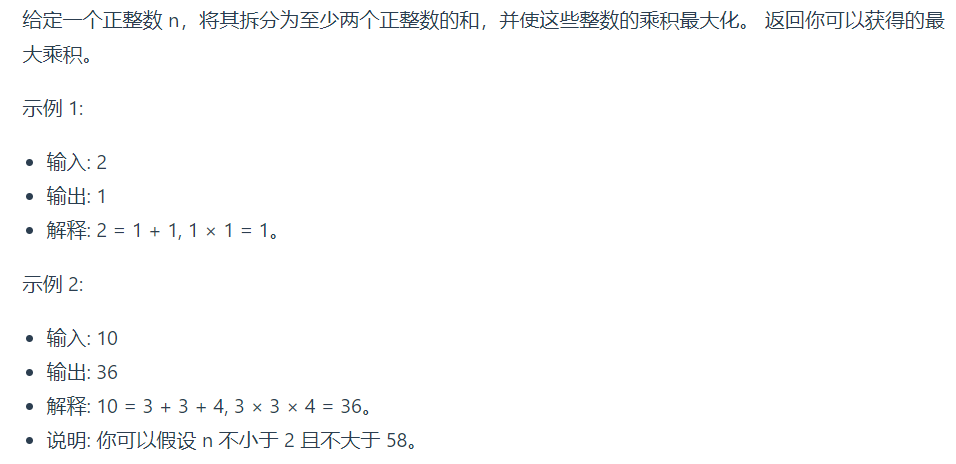 给定一个正整数 n，将其拆分为至少两个正整数的和，并使这些整数的乘积最大化。 返回你可以获得的最
大乘积。
示例 1:
• 输入: 2
• 输出: 1
• 解释: 2 = 1 + 1, 1 × 1 = 1。
示例 2:
• 输入: 10
• 输出: 36
• 解释: 10 = 3 + 3 + 4, 3 × 3 × 4 = 36。
• 说明: 你可以假设 n 不小于 2 且不大于 58。